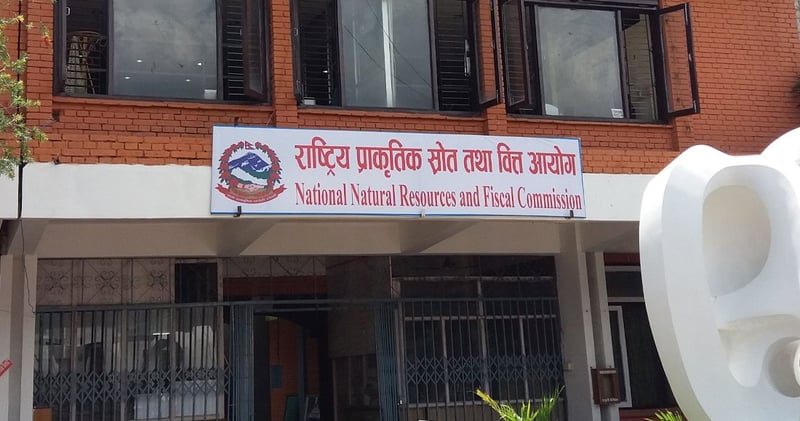 राष्ट्रिय प्राकृतिक स्रोत तथा वित्त आयोग
National Natural Resources and Fiscal Commission